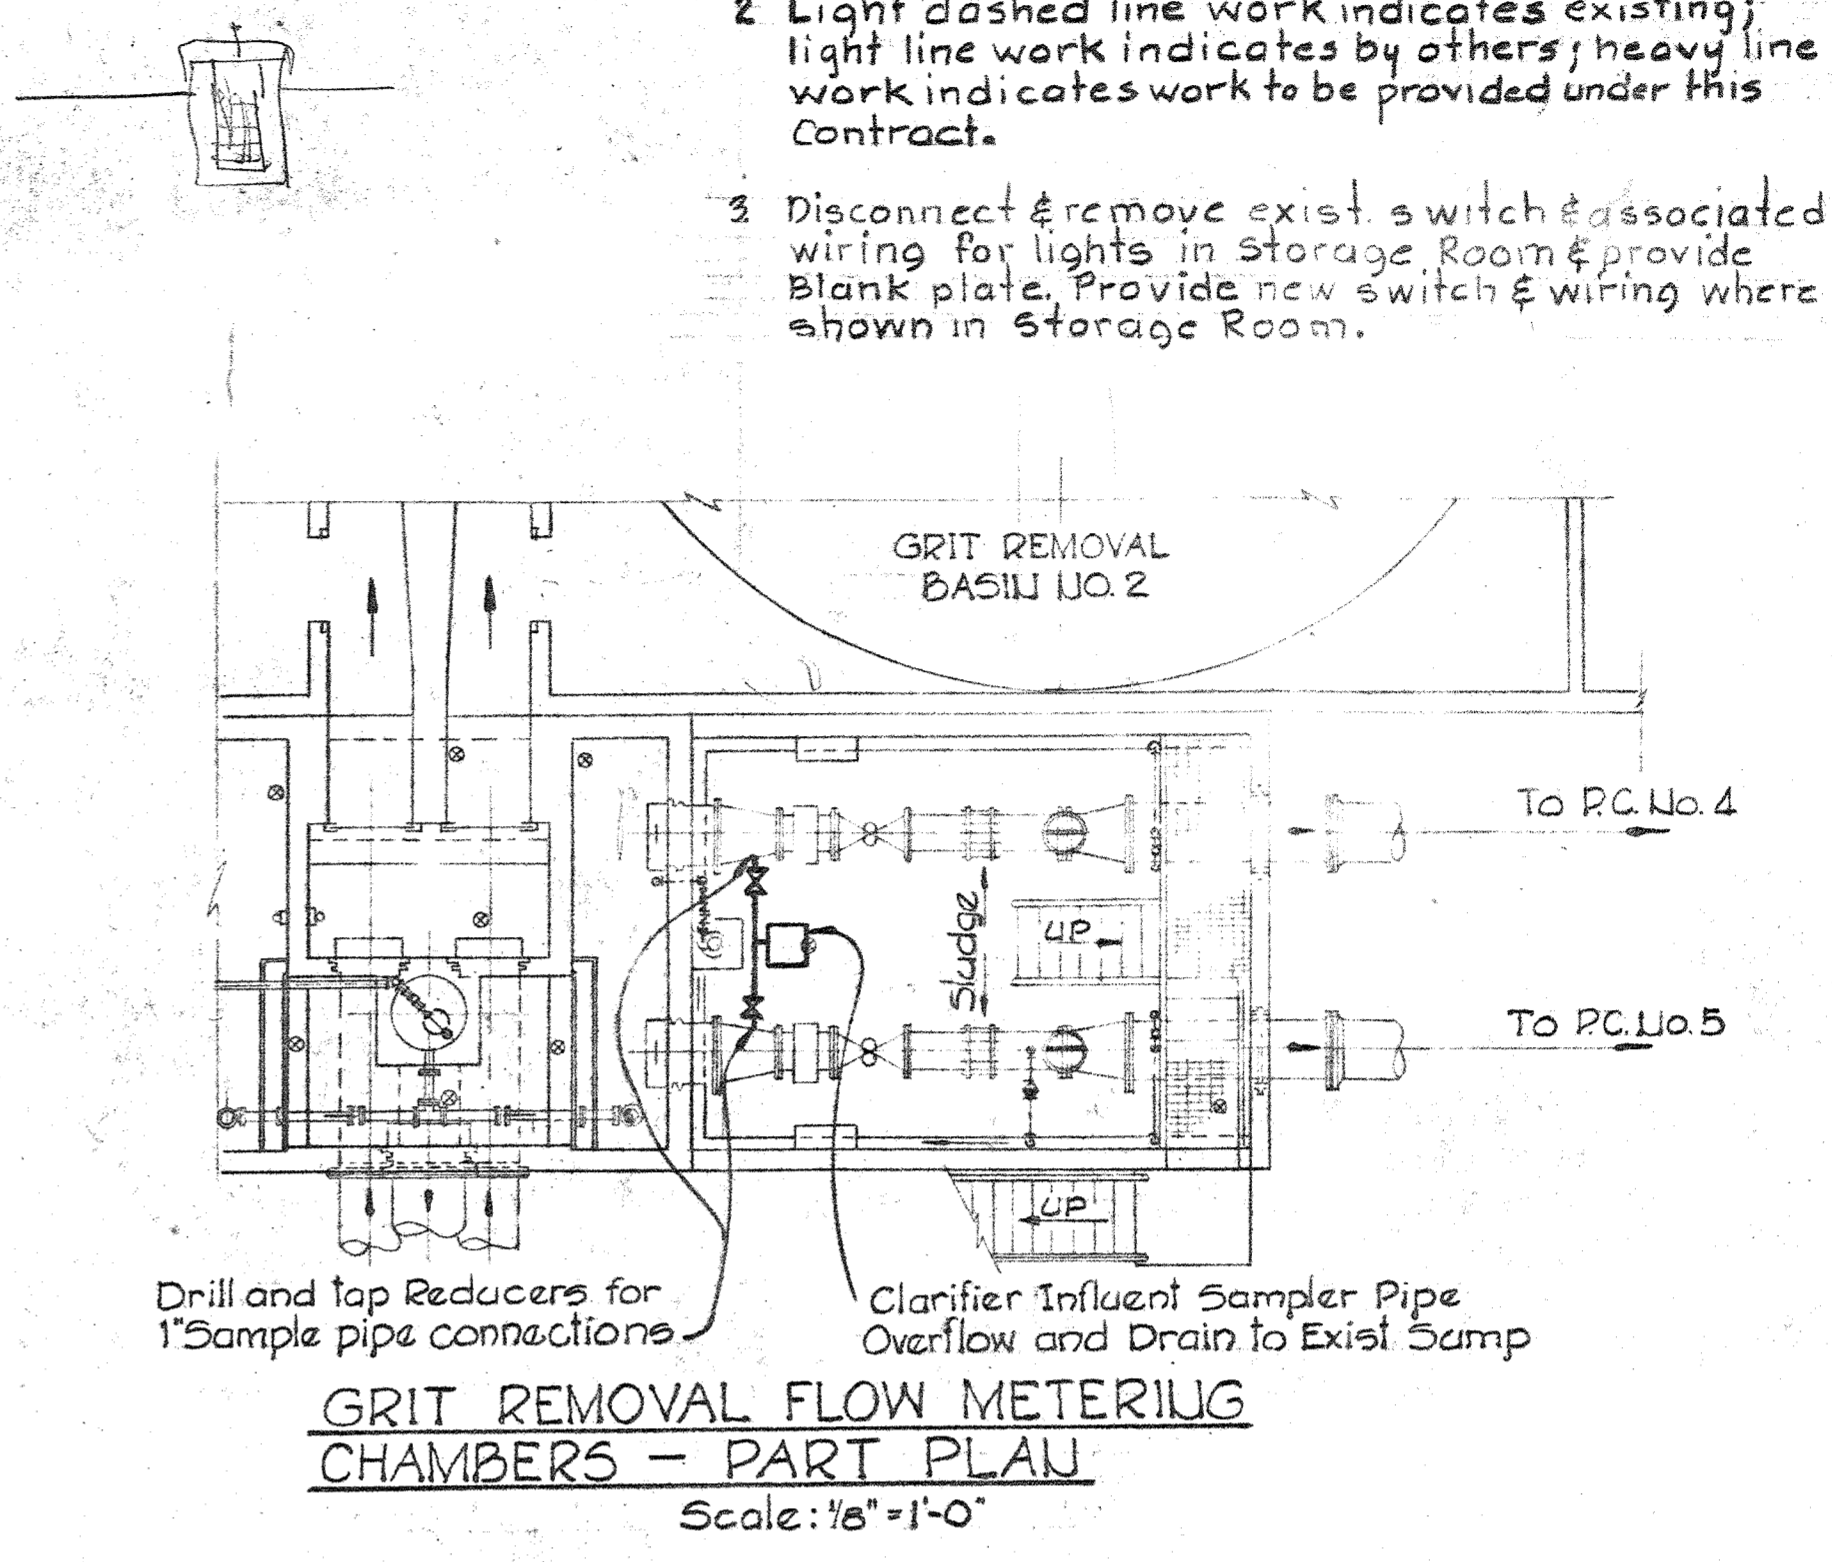 2 Light dashed line work indicates existing;
light line work indicates by others; heavy line
work indicates work to be provided under this
Contract.
3 Disconnect & remove exist. switch & associated
wiring for lights in Storage Room & provide
Blank plate. Provide new switch & wiring where
shown in Storage Room.
GRIT REMOVAL
BASIN NO. 2
TO P.C. No. 4
Sludge
UP
TO P.C. No. 5
UP
Drill and tap Reducers for
1" Sample pipe connections
Clarifier Influent Sampler Pipe
Overflow and Drain to Exist Sump
GRIT REMOVAL FLOW METERING
CHAMBERS — PART PLAN
Scale: 1/8" = 1'-0"